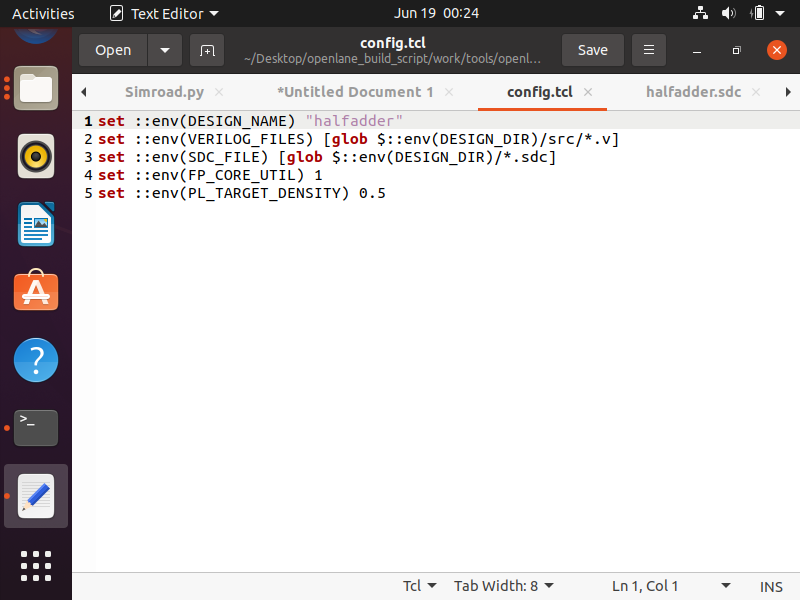 Activities Text Editor Jun 19 00:24
Open config.tcl Save
~/Desktop/openlane_build_script/work/tools/openl...
Simroad.py *Untitled Document 1 config.tcl halfadder.sdc
1 set ::env(DESIGN_NAME) "halfadder"
2 set ::env(VERILOG_FILES) [glob $::env(DESIGN_DIR)/src/*.v]
3 set ::env(SDC_FILE) [glob $::env(DESIGN_DIR)/*.sdc]
4 set ::env(FP_CORE_UTIL) 1
5 set ::env(PL_TARGET_DENSITY) 0.5
Tcl Tab Width: 8 Ln 1, Col 1 INS